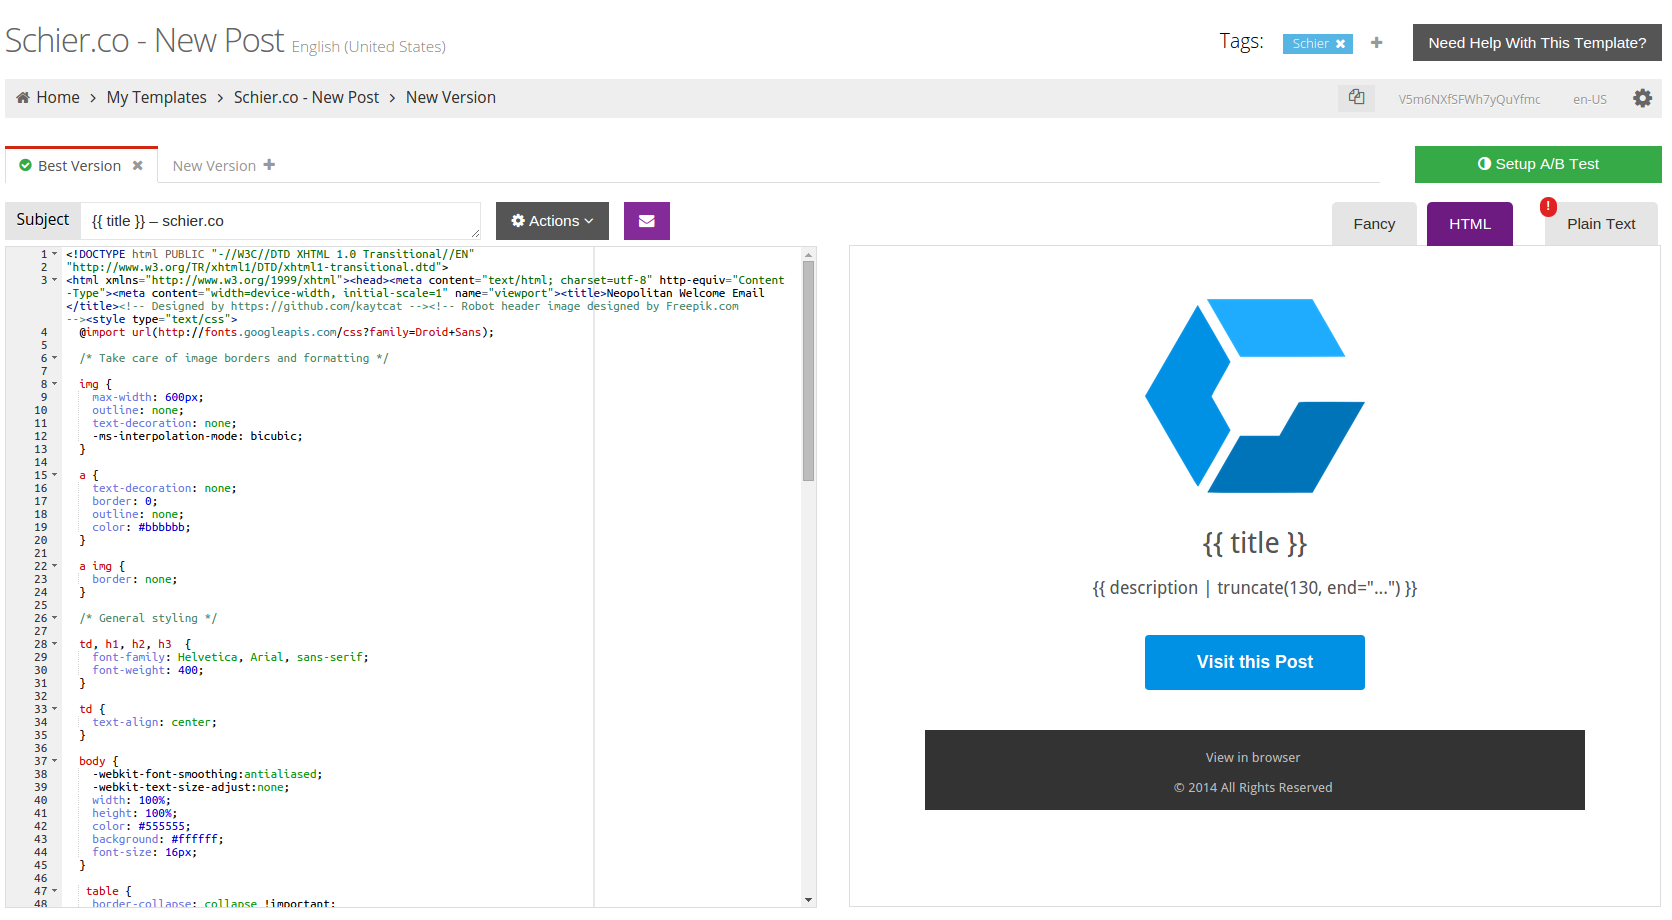 Schier.co - New Post English (United States)
Tags: Schier
Need Help With This Template?
Home > My Templates > Schier.co - New Post > New Version
V5m6NXfSFWh7yQuYfmc en-US
Best Version New Version
Setup A/B Test
Subject {{ title }} – schier.co
Actions
Fancy HTML ! Plain Text
1 <!DOCTYPE html PUBLIC "-//W3C//DTD XHTML 1.0 Transitional//EN"
2 "http://www.w3.org/TR/xhtml1/DTD/xhtml1-transitional.dtd">
3 <html xmlns="http://www.w3.org/1999/xhtml"><head><meta content="text/html; charset=utf-8" http-equiv="Content
-Type"><meta content="width=device-width, initial-scale=1" name="viewport"><title>Neopolitan Welcome Email
</title><!-- Designed by https://github.com/kaytcat --><!-- Robot header image designed by Freepik.com
--><style type="text/css">
4 @import url(http://fonts.googleapis.com/css?family=Droid+Sans);
5
6 /* Take care of image borders and formatting */
7
8 img {
9 max-width: 600px;
10 outline: none;
11 text-decoration: none;
12 -ms-interpolation-mode: bicubic;
13 }
14
15 a {
16 text-decoration: none;
17 border: 0;
18 outline: none;
19 color: #bbbbbb;
20 }
21
22 a img {
23 border: none;
24 }
25
26 /* General styling */
27
28 td, h1, h2, h3 {
29 font-family: Helvetica, Arial, sans-serif;
30 font-weight: 400;
31 }
32
33 td {
34 text-align: center;
35 }
36
37 body {
38 -webkit-font-smoothing:antialiased;
39 -webkit-text-size-adjust:none;
40 width: 100%;
41 height: 100%;
42 color: #555555;
43 background: #ffffff;
44 font-size: 16px;
45 }
46
47 table {
48 border-collapse: collapse !important;
{{ title }}
{{ description | truncate(130, end="...") }}
Visit this Post
View in browser
© 2014 All Rights Reserved